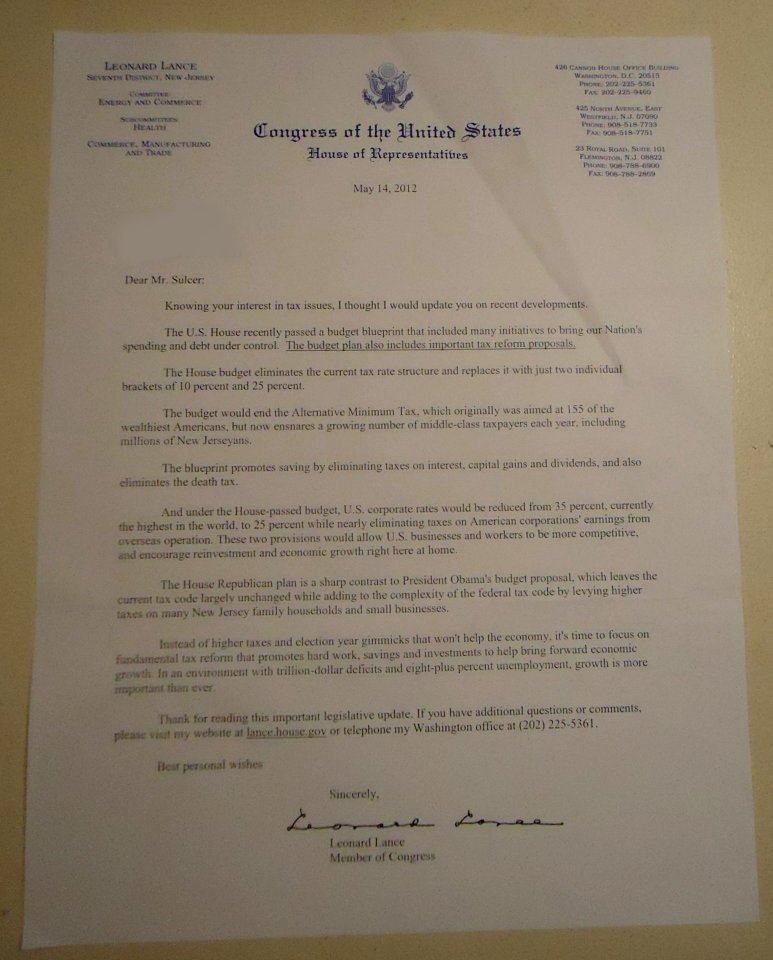 LEONARD LANCE
SEVENTH DISTRICT, NEW JERSEY
COMMITTEE:
ENERGY AND COMMERCE
SUBCOMMITTEES:
HEALTH
COMMERCE, MANUFACTURING
AND TRADE
Congress of the United States
House of Representatives
426 CANNON HOUSE OFFICE BUILDING
WASHINGTON, D.C. 20515
PHONE: 202-225-5361
FAX: 202-225-9460
425 NORTH AVENUE, EAST
WESTFIELD, N.J. 07090
PHONE: 908-518-7733
FAX: 908-518-7751
23 ROYAL ROAD, SUITE 101
FLEMINGTON, N.J. 08822
PHONE: 908-788-6900
FAX: 908-788-2869
May 14, 2012
Dear Mr. Sulcer:
Knowing your interest in tax issues, I thought I would update you on recent developments.
The U.S. House recently passed a budget blueprint that included many initiatives to bring our Nation's
spending and debt under control. The budget plan also includes important tax reform proposals.
The House budget eliminates the current tax rate structure and replaces it with just two individual
brackets of 10 percent and 25 percent.
The budget would end the Alternative Minimum Tax, which originally was aimed at 155 of the
wealthiest Americans, but now ensnares a growing number of middle-class taxpayers each year, including
millions of New Jerseyans.
The blueprint promotes saving by eliminating taxes on interest, capital gains and dividends, and also
eliminates the death tax.
And under the House-passed budget, U.S. corporate rates would be reduced from 35 percent, currently
the highest in the world, to 25 percent while nearly eliminating taxes on American corporations' earnings from
overseas operation. These two provisions would allow U.S. businesses and workers to be more competitive,
and encourage reinvestment and economic growth right here at home.
The House Republican plan is a sharp contrast to President Obama's budget proposal, which leaves the
current tax code largely unchanged while adding to the complexity of the federal tax code by levying higher
taxes on many New Jersey family households and small businesses.
Instead of higher taxes and election year gimmicks that won't help the economy, it's time to focus on
fundamental tax reform that promotes hard work, savings and investments to help bring forward economic
growth. In an environment with trillion-dollar deficits and eight-plus percent unemployment, growth is more
important than ever.
Thank for reading this important legislative update. If you have additional questions or comments,
please visit my website at lance.house.gov or telephone my Washington office at (202) 225-5361.
Best personal wishes
Sincerely,
Leonard Lance
Leonard Lance
Member of Congress